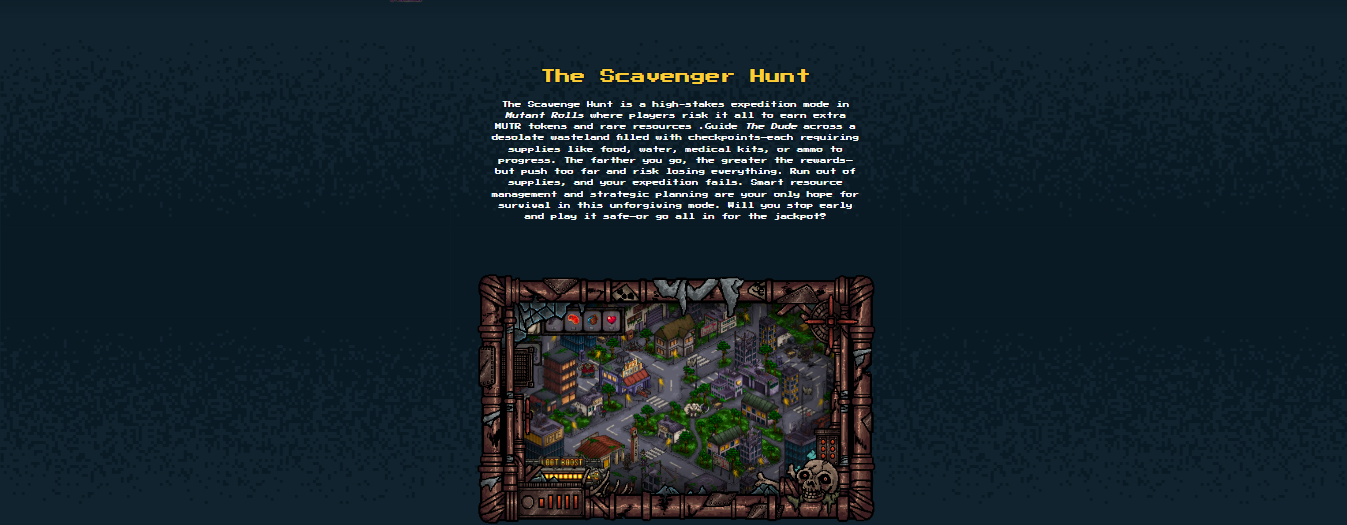 The Scavenger Hunt
The Scavenge Hunt is a high-stakes expedition mode in
Mutant Rolls where players risk it all to earn extra
MUTR tokens and rare resources .Guide The Dude across a
desolate wasteland filled with checkpoints—each requiring
supplies like food, water, medical kits, or ammo to
progress. The farther you go, the greater the rewards—
but push too far and risk losing everything. Run out of
supplies, and your expedition fails. Smart resource
management and strategic planning are your only hope for
survival in this unforgiving mode. Will you stop early
and play it safe—or go all in for the jackpot?
LOOT BOOST